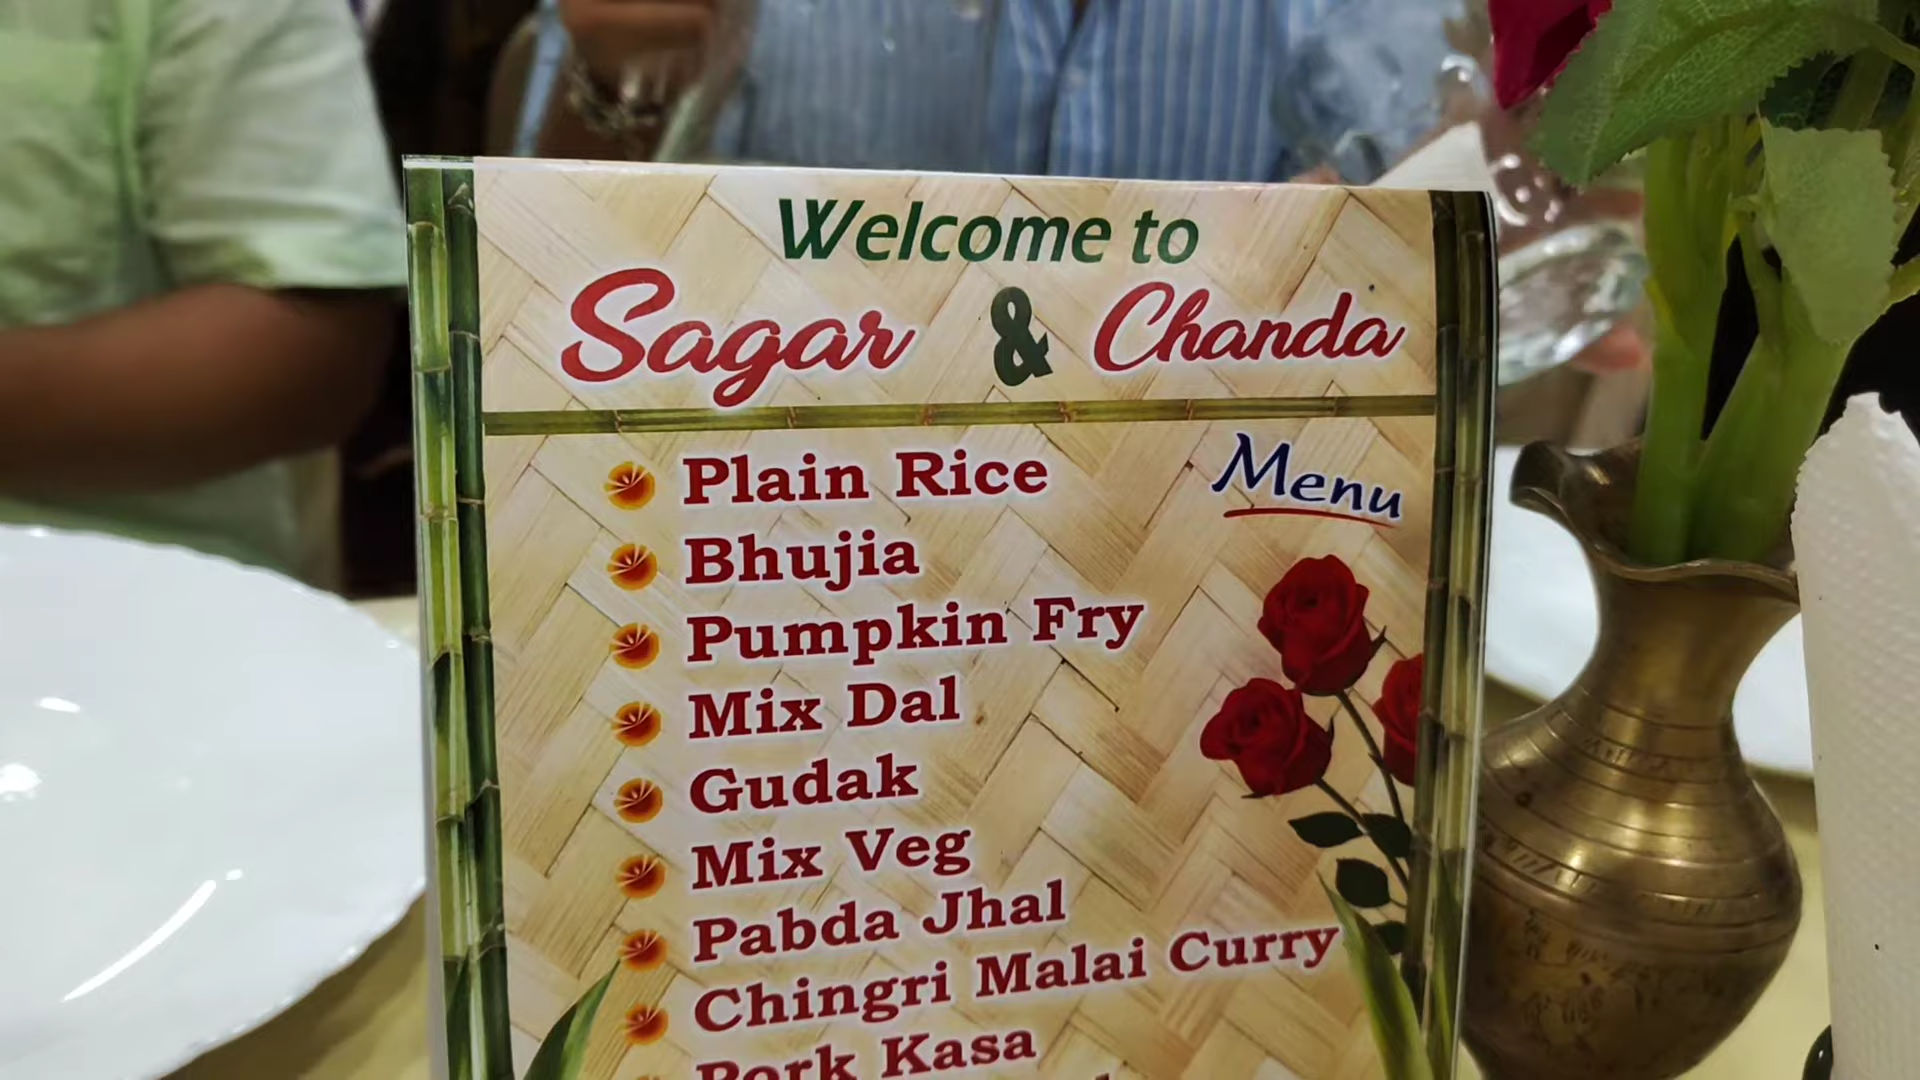 Welcome to
Sagar & Chanda
Menu
Plain Rice
Bhujia
Pumpkin Fry
Mix Dal
Gudak
Mix Veg
Pabda Jhal
Chingri Malai Curry
Pork Kasa